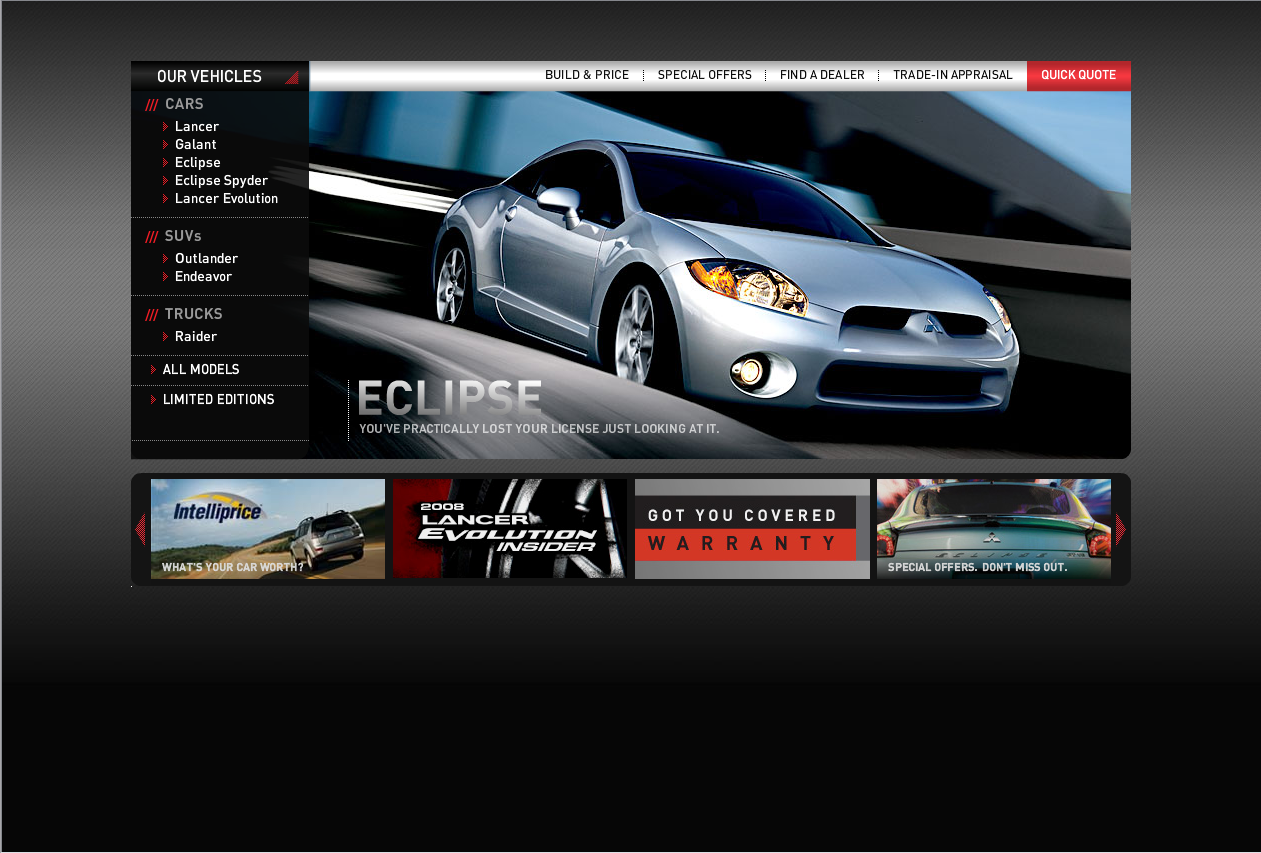 OUR VEHICLES
BUILD & PRICE
SPECIAL OFFERS
FIND A DEALER
TRADE-IN APPRAISAL
QUICK QUOTE
/// CARS
Lancer
Galant
Eclipse
Eclipse Spyder
Lancer Evolution
/// SUVs
Outlander
Endeavor
/// TRUCKS
Raider
ALL MODELS
LIMITED EDITIONS
ECLIPSE
YOU'VE PRACTICALLY LOST YOUR LICENSE JUST LOOKING AT IT.
Intelliprice
WHAT'S YOUR CAR WORTH?
2008
LANCER
EVOLUTION
INSIDER
GOT YOU COVERED
WARRANTY
ECLIPSE
SPECIAL OFFERS. DON'T MISS OUT.